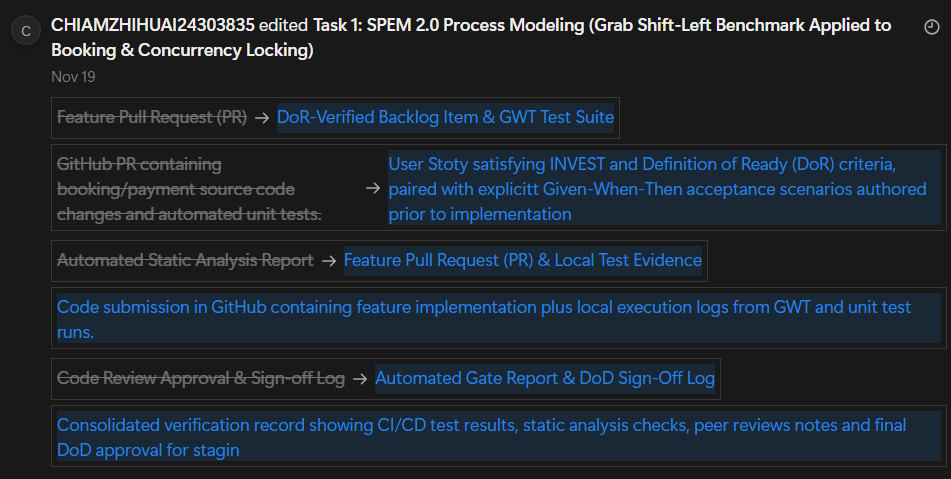 C
CHIAMZHIHUAI24303835 edited Task 1: SPEM 2.0 Process Modeling (Grab Shift-Left Benchmark Applied to
Booking & Concurrency Locking)
Nov 19
Feature Pull Request (PR) → DoR-Verified Backlog Item & GWT Test Suite
GitHub PR containing
booking/payment source code
changes and automated unit tests.
→
User Stoty satisfying INVEST and Definition of Ready (DoR) criteria,
paired with explicitt Given-When-Then acceptance scenarios authored
prior to implementation
Automated Static Analysis Report → Feature Pull Request (PR) & Local Test Evidence
Code submission in GitHub containing feature implementation plus local execution logs from GWT and unit test
runs.
Code Review Approval & Sign-off Log → Automated Gate Report & DoD Sign-Off Log
Consolidated verification record showing CI/CD test results, static analysis checks, peer reviews notes and final
DoD approval for stagin